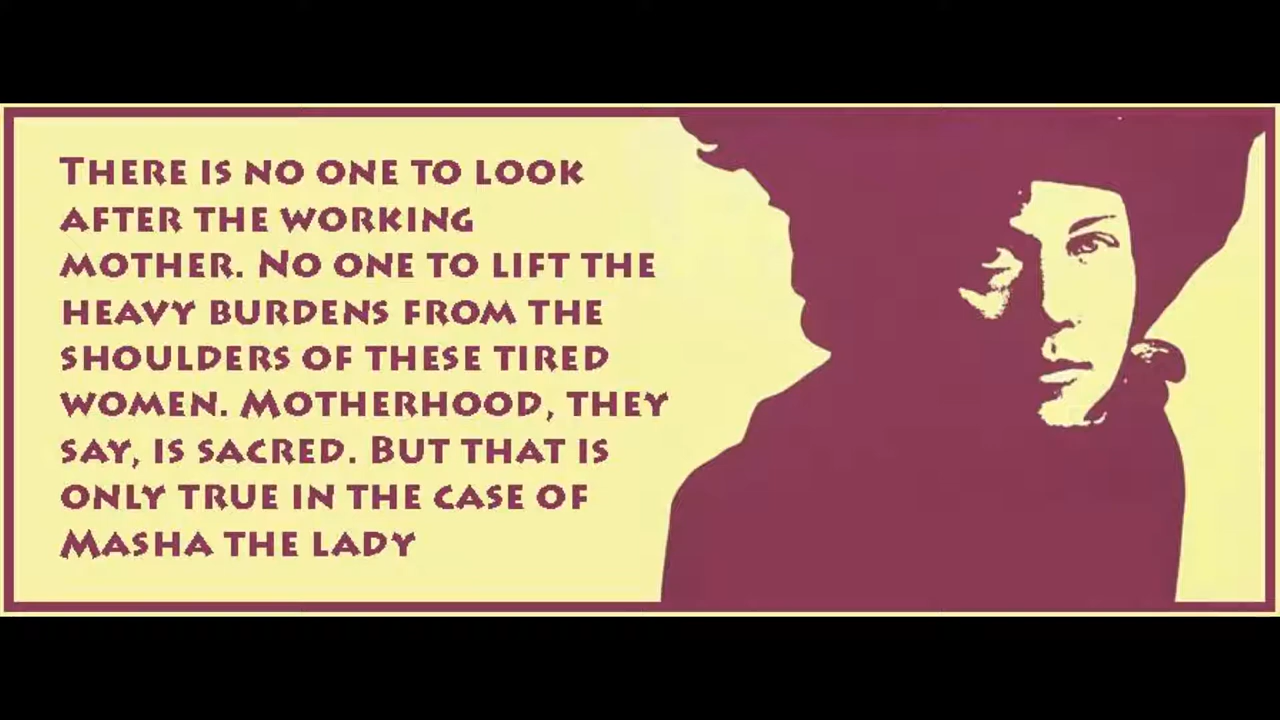 There is no one to look
after the working
mother. No one to lift the
heavy burdens from the
shoulders of these tired
women. Motherhood, they
say, is sacred. But that is
only true in the case of
Masha the lady